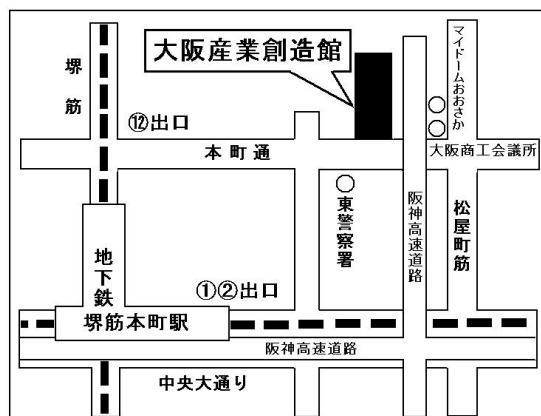 大阪産業創造館
堺筋
⑫出口
マイドームおおさか
本町通
大阪商工会議所
東警察署
阪神高速道路
松屋町筋
地下鉄
①②出口
堺筋本町駅
阪神高速道路
中央大通り